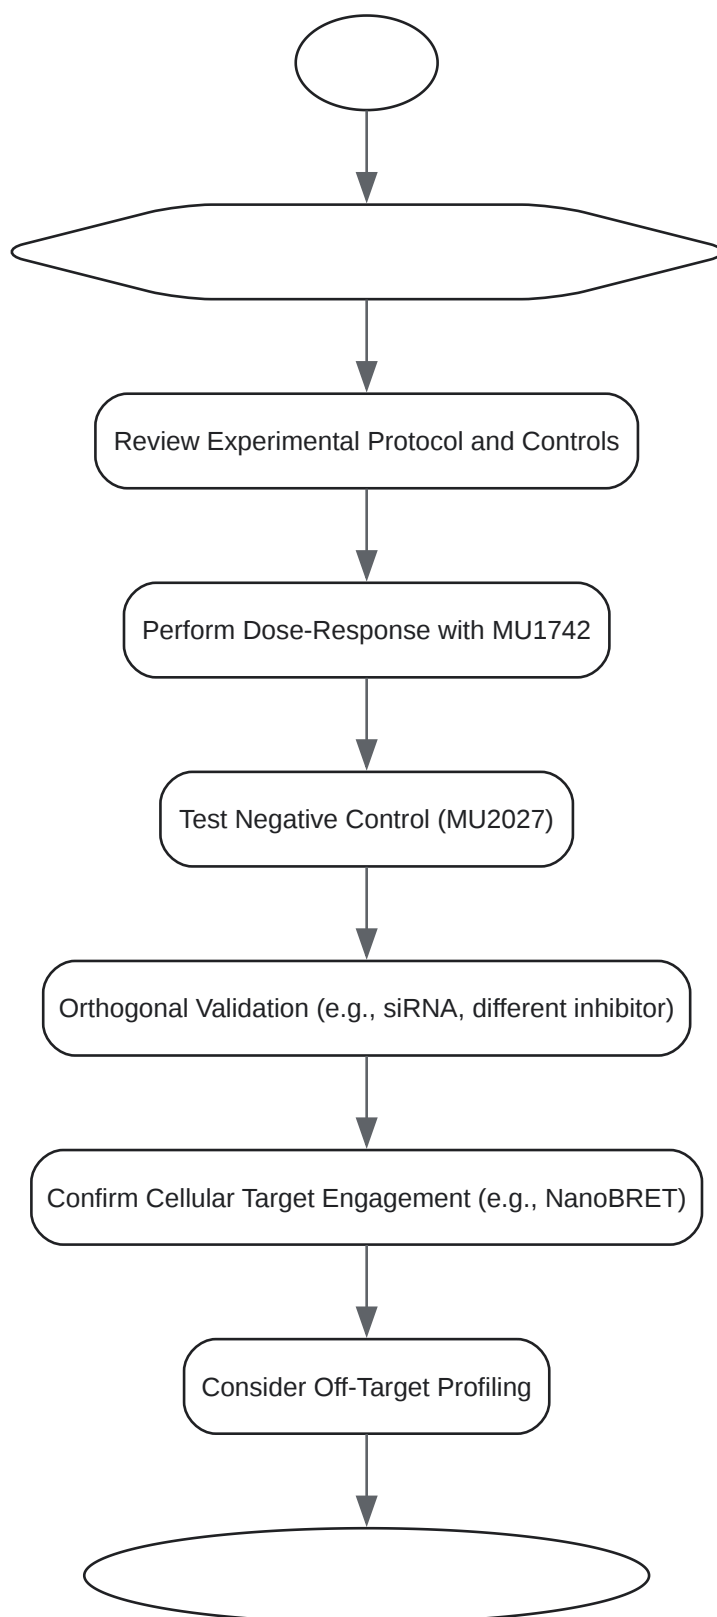 Review Experimental Protocol and Controls
Perform Dose-Response with MU1742
Test Negative Control (MU2027)
Orthogonal Validation (e.g., siRNA, different inhibitor)
Confirm Cellular Target Engagement (e.g., NanoBRET)
Consider Off-Target Profiling